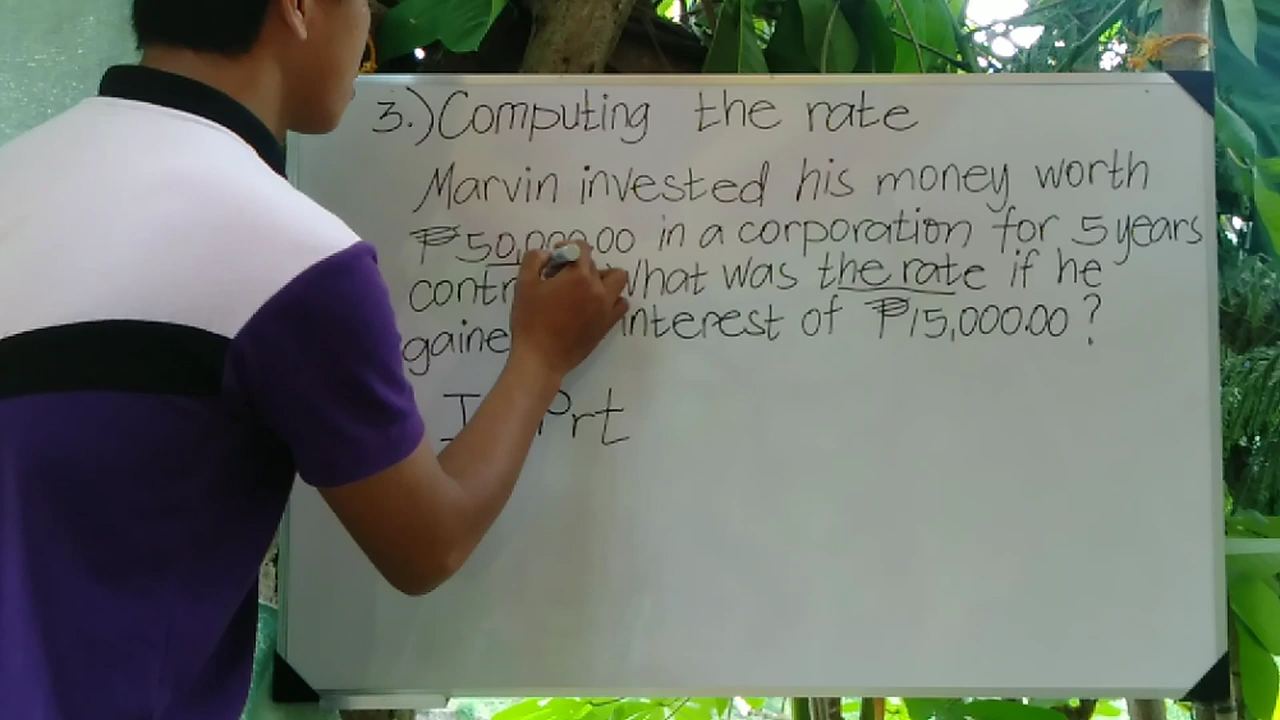 3.) Computing the rate
Marvin invested his money worth
₱50,000.00 in a corporation for 5 years
What was the rate if he
interest of ₱15,000.00?
I Prt